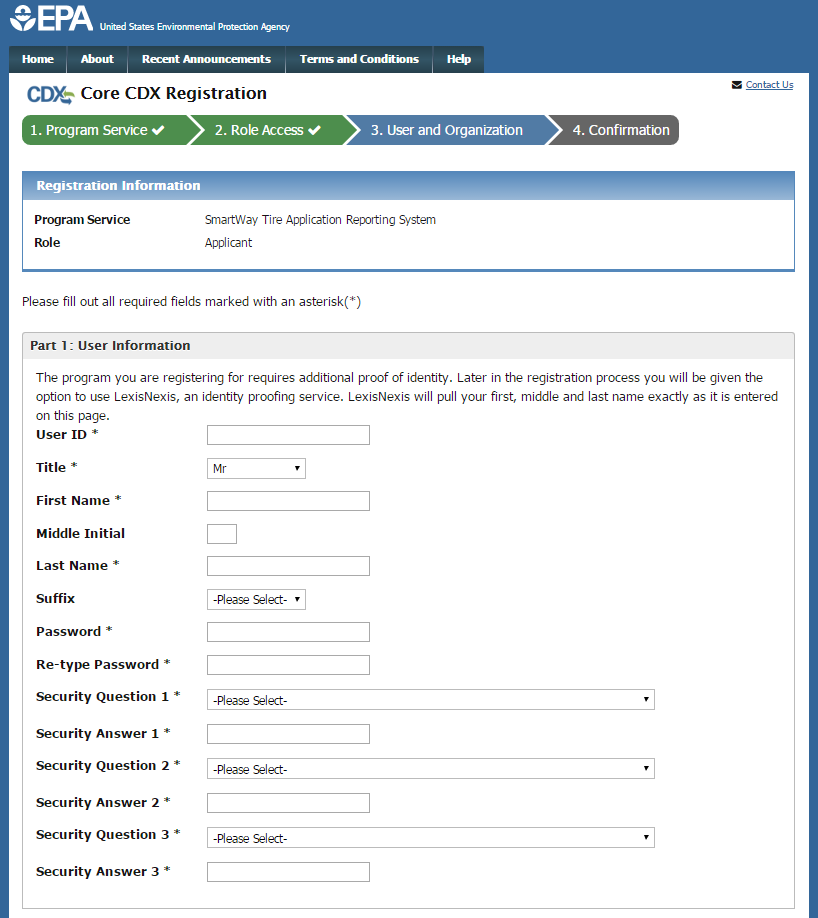 EPA United States Environmental Protection Agency
Home About Recent Announcements Terms and Conditions Help
CDX Core CDX Registration
Contact Us
1. Program Service 2. Role Access 3. User and Organization 4. Confirmation
Registration Information
Program Service SmartWay Tire Application Reporting System
Role Applicant
Please fill out all required fields marked with an asterisk(*)
Part 1: User Information
The program you are registering for requires additional proof of identity. Later in the registration process you will be given the
option to use LexisNexis, an identity proofing service. LexisNexis will pull your first, middle and last name exactly as it is entered
on this page.
User ID *
Title * Mr
First Name *
Middle Initial
Last Name *
Suffix -Please Select-
Password *
Re-type Password *
Security Question 1 * -Please Select-
Security Answer 1 *
Security Question 2 * -Please Select-
Security Answer 2 *
Security Question 3 * -Please Select-
Security Answer 3 *